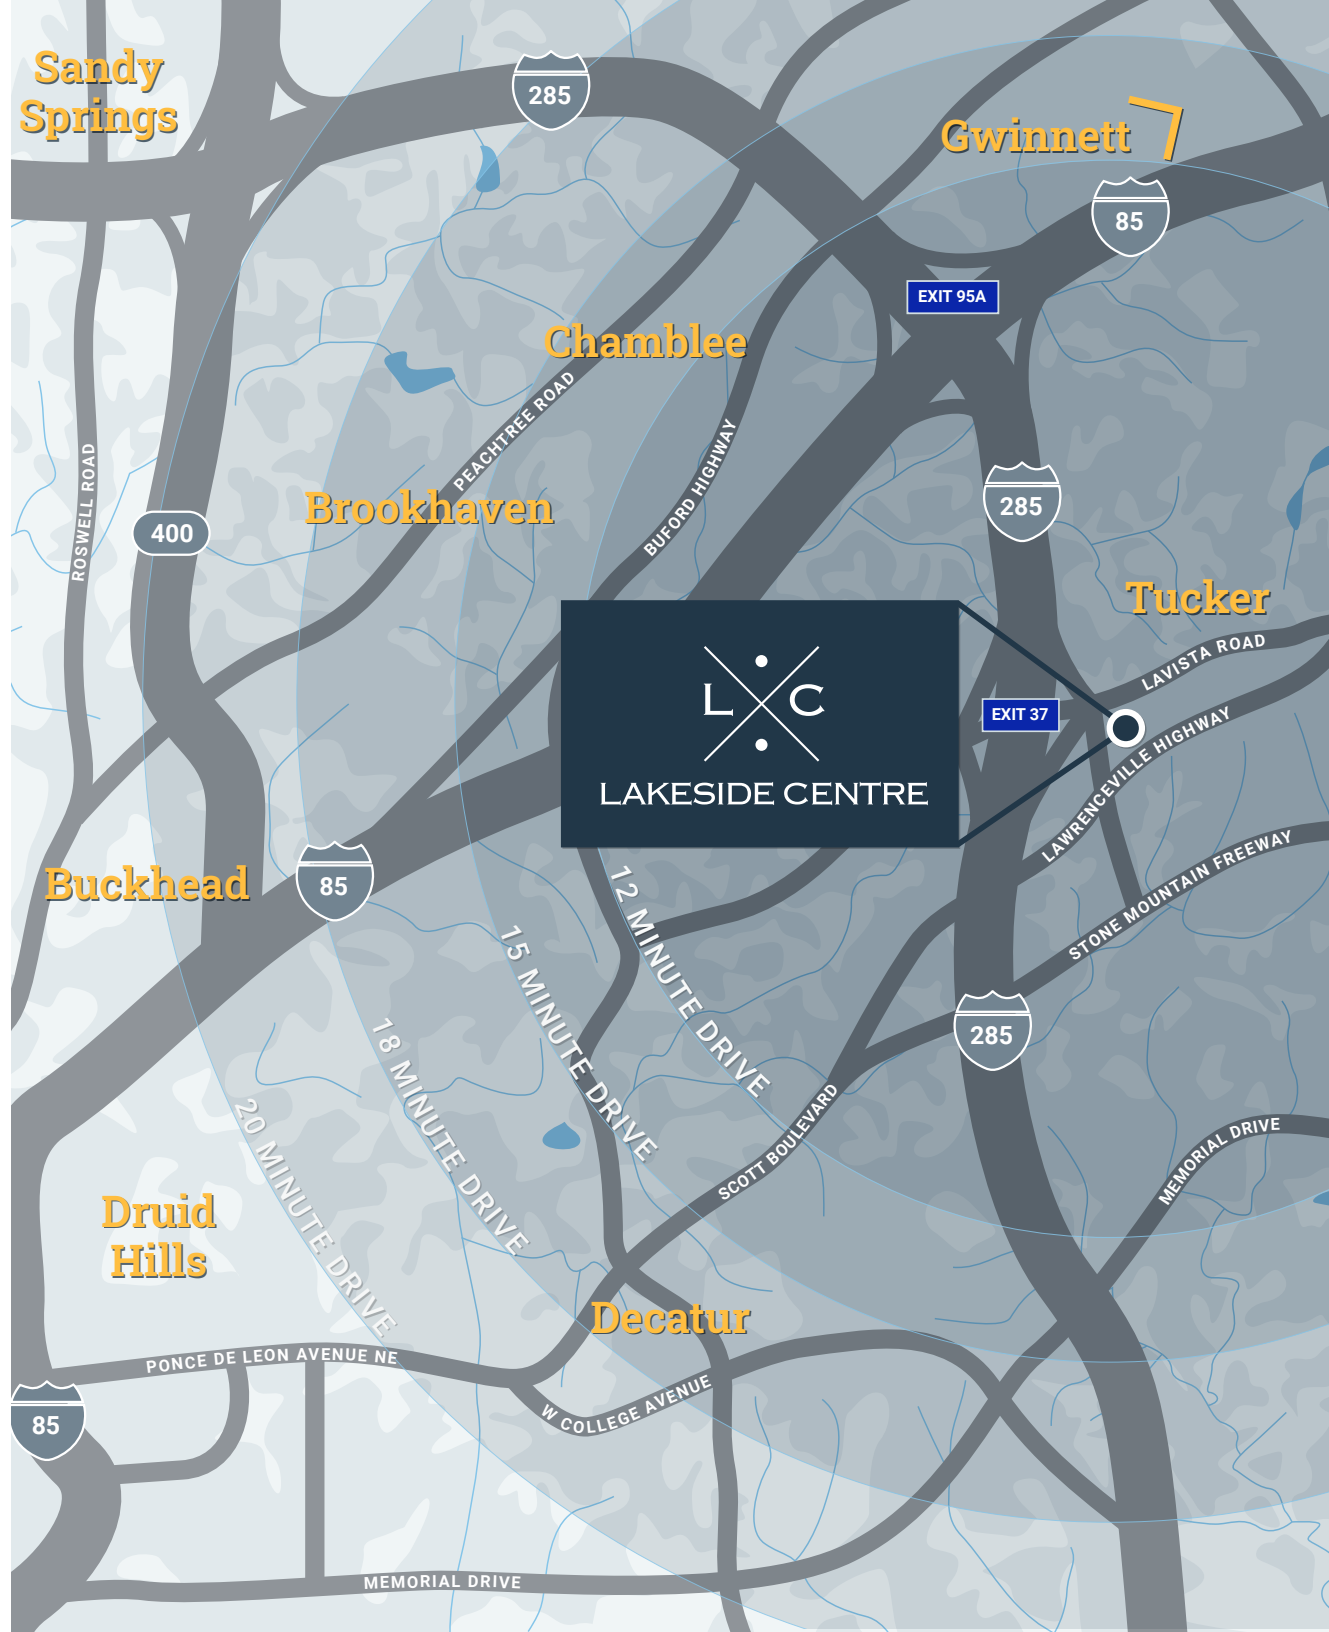 Sandy
Springs
285
Gwinnett
85
EXIT 95A
Chamblee
PEACHTREE ROAD
BUFORD HIGHWAY
ROSWELL ROAD
Brookhaven
400
285
Tucker
LAVISTA ROAD
L C
LAKESIDE CENTRE
EXIT 37
LAWRENCEVILLE HIGHWAY
STONE MOUNTAIN FREEWAY
Buckhead
85
12 MINUTE DRIVE
15 MINUTE DRIVE
18 MINUTE DRIVE
20 MINUTE DRIVE
285
SCOTT BOULEVARD
MEMORIAL DRIVE
Druid
Hills
Decatur
PONCE DE LEON AVENUE NE
W COLLEGE AVENUE
85
MEMORIAL DRIVE